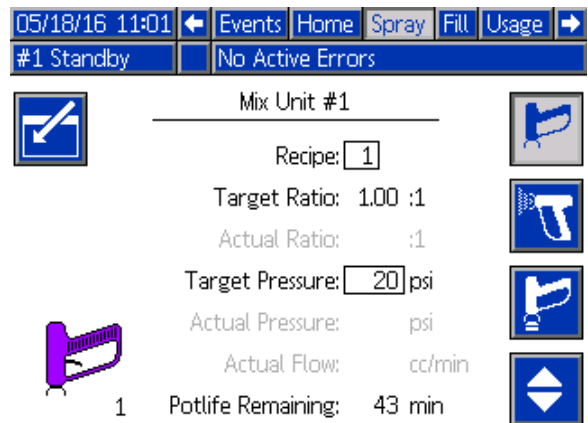 05/18/16 11:01 Events Home Spray Fill Usage
#1 Standby No Active Errors
Mix Unit #1
Recipe: 1
Target Ratio: 1.00 :1
Actual Ratio: :1
Target Pressure: 20 psi
Actual Pressure: psi
Actual Flow: cc/min
1 Potlife Remaining: 43 min